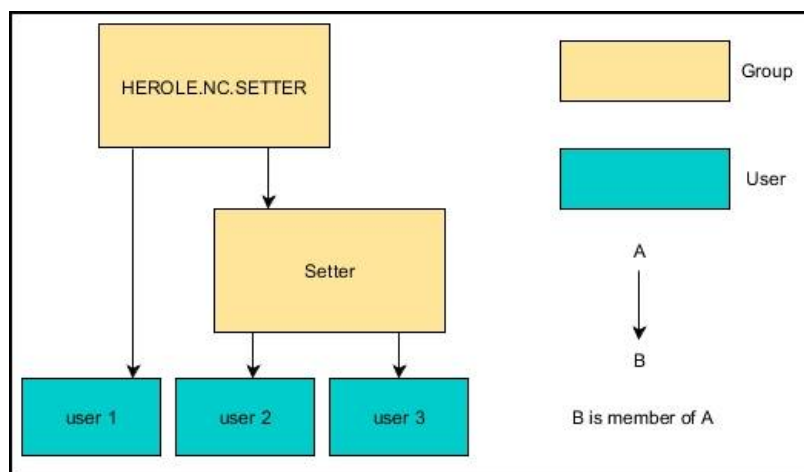 HEROLE.NC.SETTER
Group
User
Setter
A
B
user 1
user 2
user 3
B is member of A